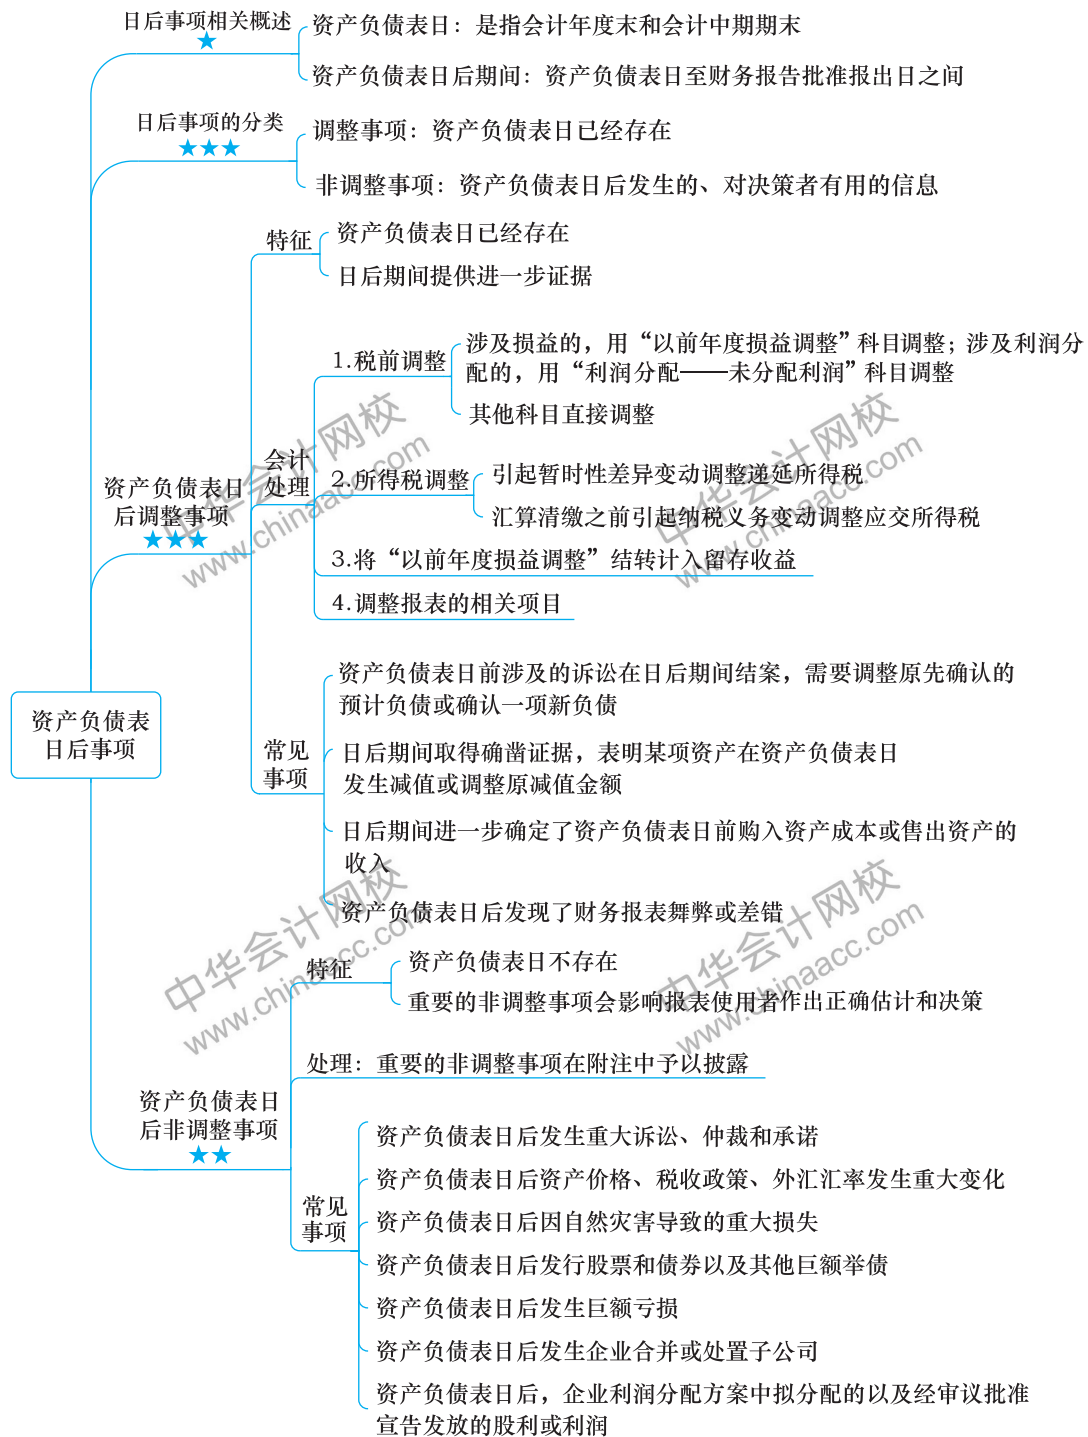 日后事项相关概述
★
资产负债表日：是指会计年度末和会计中期期末
资产负债表日后期间：资产负债表日至财务报告批准报出日之间
日后事项的分类
★★★
调整事项：资产负债表日已经存在
非调整事项：资产负债表日后发生的、对决策者有用的信息
特征
资产负债表日已经存在
日后期间提供进一步证据
1.税前调整
涉及损益的，用“以前年度损益调整”科目调整；涉及利润分
配的，用“利润分配——未分配利润”科目调整
其他科目直接调整
会计
处理
2.所得税调整
引起暂时性差异变动调整递延所得税
汇算清缴之前引起纳税义务变动调整应交所得税
资产负债表日
后调整事项
★★★
3.将“以前年度损益调整”结转计入留存收益
4.调整报表的相关项目
资产负债表日前涉及的诉讼在日后期间结案，需要调整原先确认的
预计负债或确认一项新负债
资产负债表
日后事项
常见
事项
日后期间取得确凿证据，表明某项资产在资产负债表日
发生减值或调整原减值金额
日后期间进一步确定了资产负债表日前购入资产成本或售出资产的
收入
资产负债表日后发现了财务报表舞弊或差错
特征
资产负债表日不存在
重要的非调整事项会影响报表使用者作出正确估计和决策
处理：重要的非调整事项在附注中予以披露
资产负债表日
后非调整事项
★★
常见
事项
资产负债表日后发生重大诉讼、仲裁和承诺
资产负债表日后资产价格、税收政策、外汇汇率发生重大变化
资产负债表日后因自然灾害导致的重大损失
资产负债表日后发行股票和债券以及其他巨额举债
资产负债表日后发生巨额亏损
资产负债表日后发生企业合并或处置子公司
资产负债表日后，企业利润分配方案中拟分配的以及经审议批准
宣告发放的股利或利润
中华会计网校
www.chinaacc.com
中华会计网校
www.chinaacc.com
中华会计网校
www.chinaacc.com
中华会计网校
www.chinaacc.com